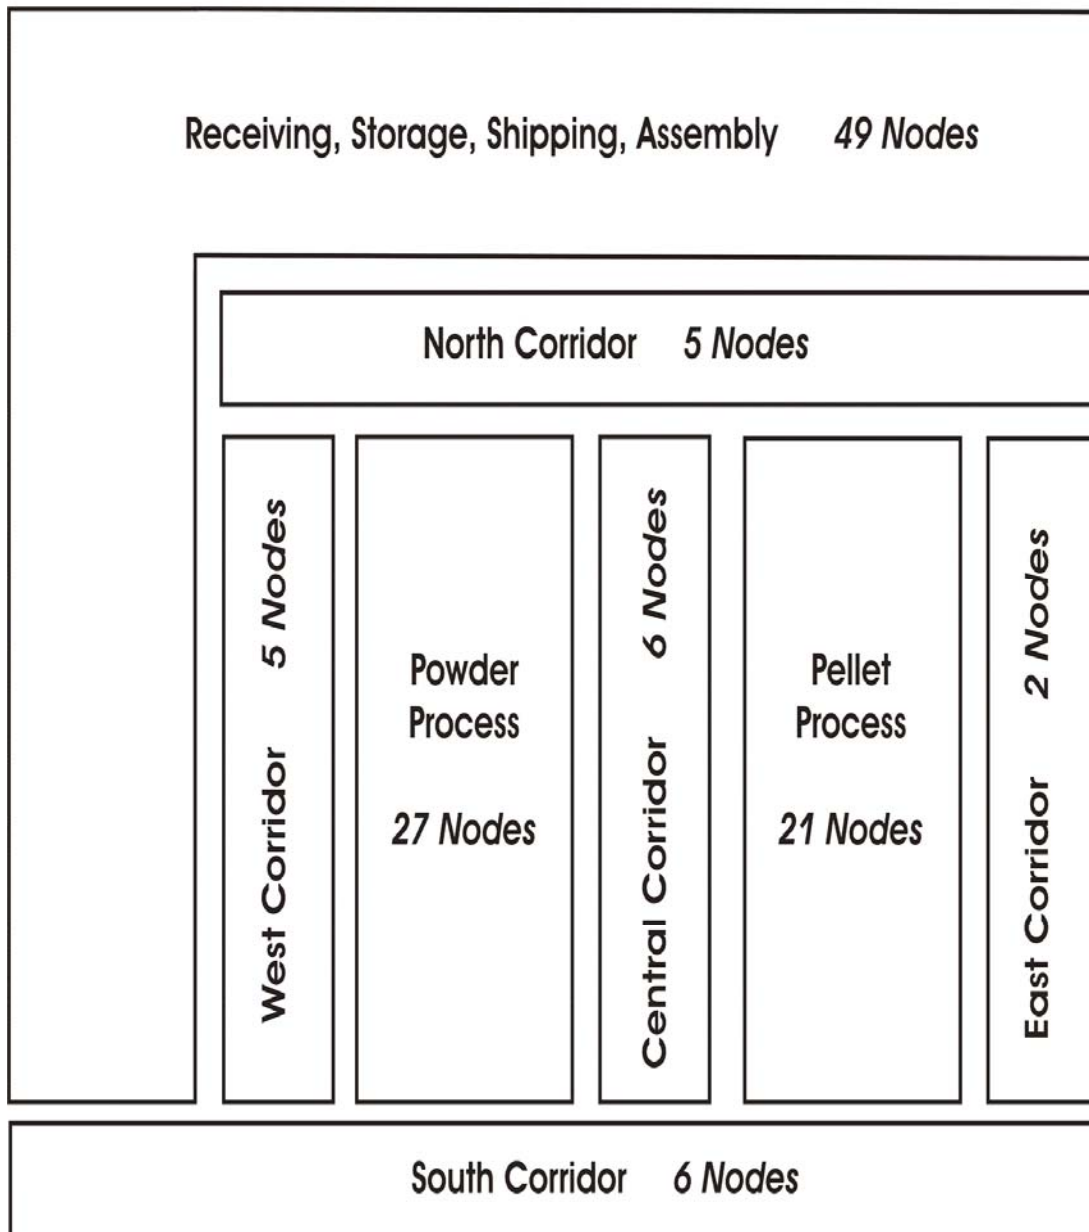 Receiving, Storage, Shipping, Assembly 49 Nodes
North Corridor 5 Nodes
West Corridor 5 Nodes
Powder
Process
27 Nodes
Central Corridor 6 Nodes
Pellet
Process
21 Nodes
East Corridor 2 Nodes
South Corridor 6 Nodes